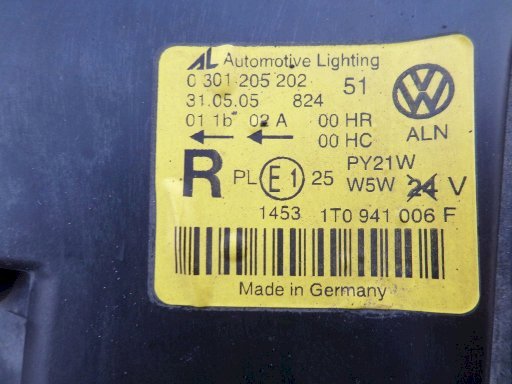 AL Automotive Lighting
0 301 205 202 51
31.05.05 824
01 1b 02 A 00 HR
00 HC
ALN
R PL E1 25 PY21W
W5W 24 V
1453 1T0 941 006 F
Made in Germany